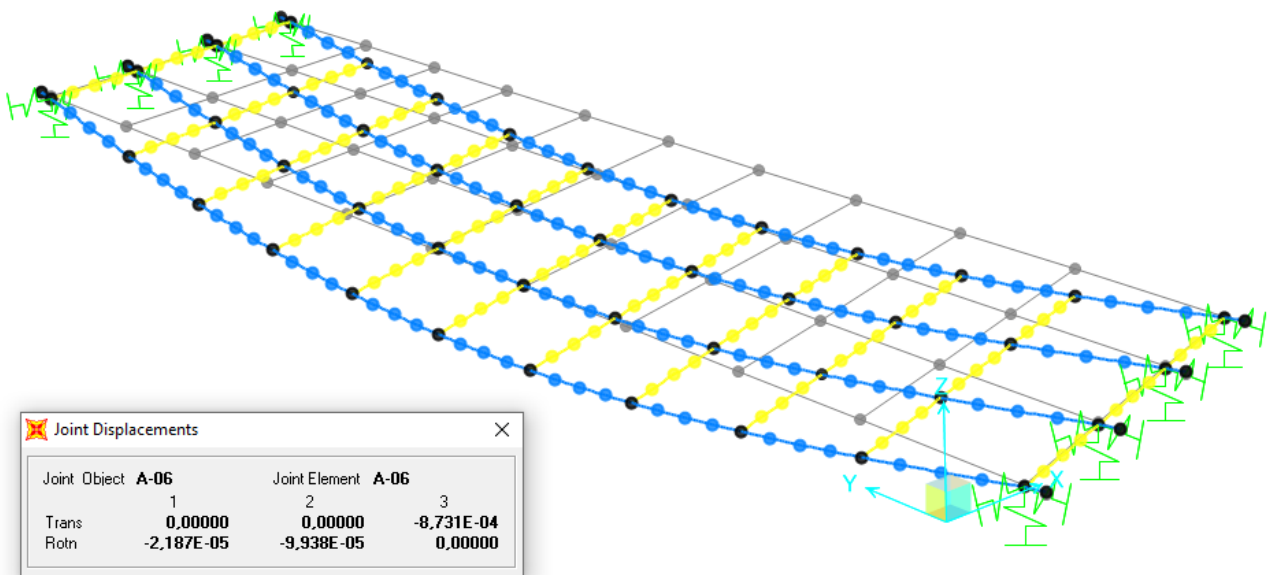 Z
Y
X
Joint Displacements
Joint Object A-06 Joint Element A-06
1 2 3
Trans 0,00000 0,00000 -8,731E-04
Rotn -2,187E-05 -9,938E-05 0,00000